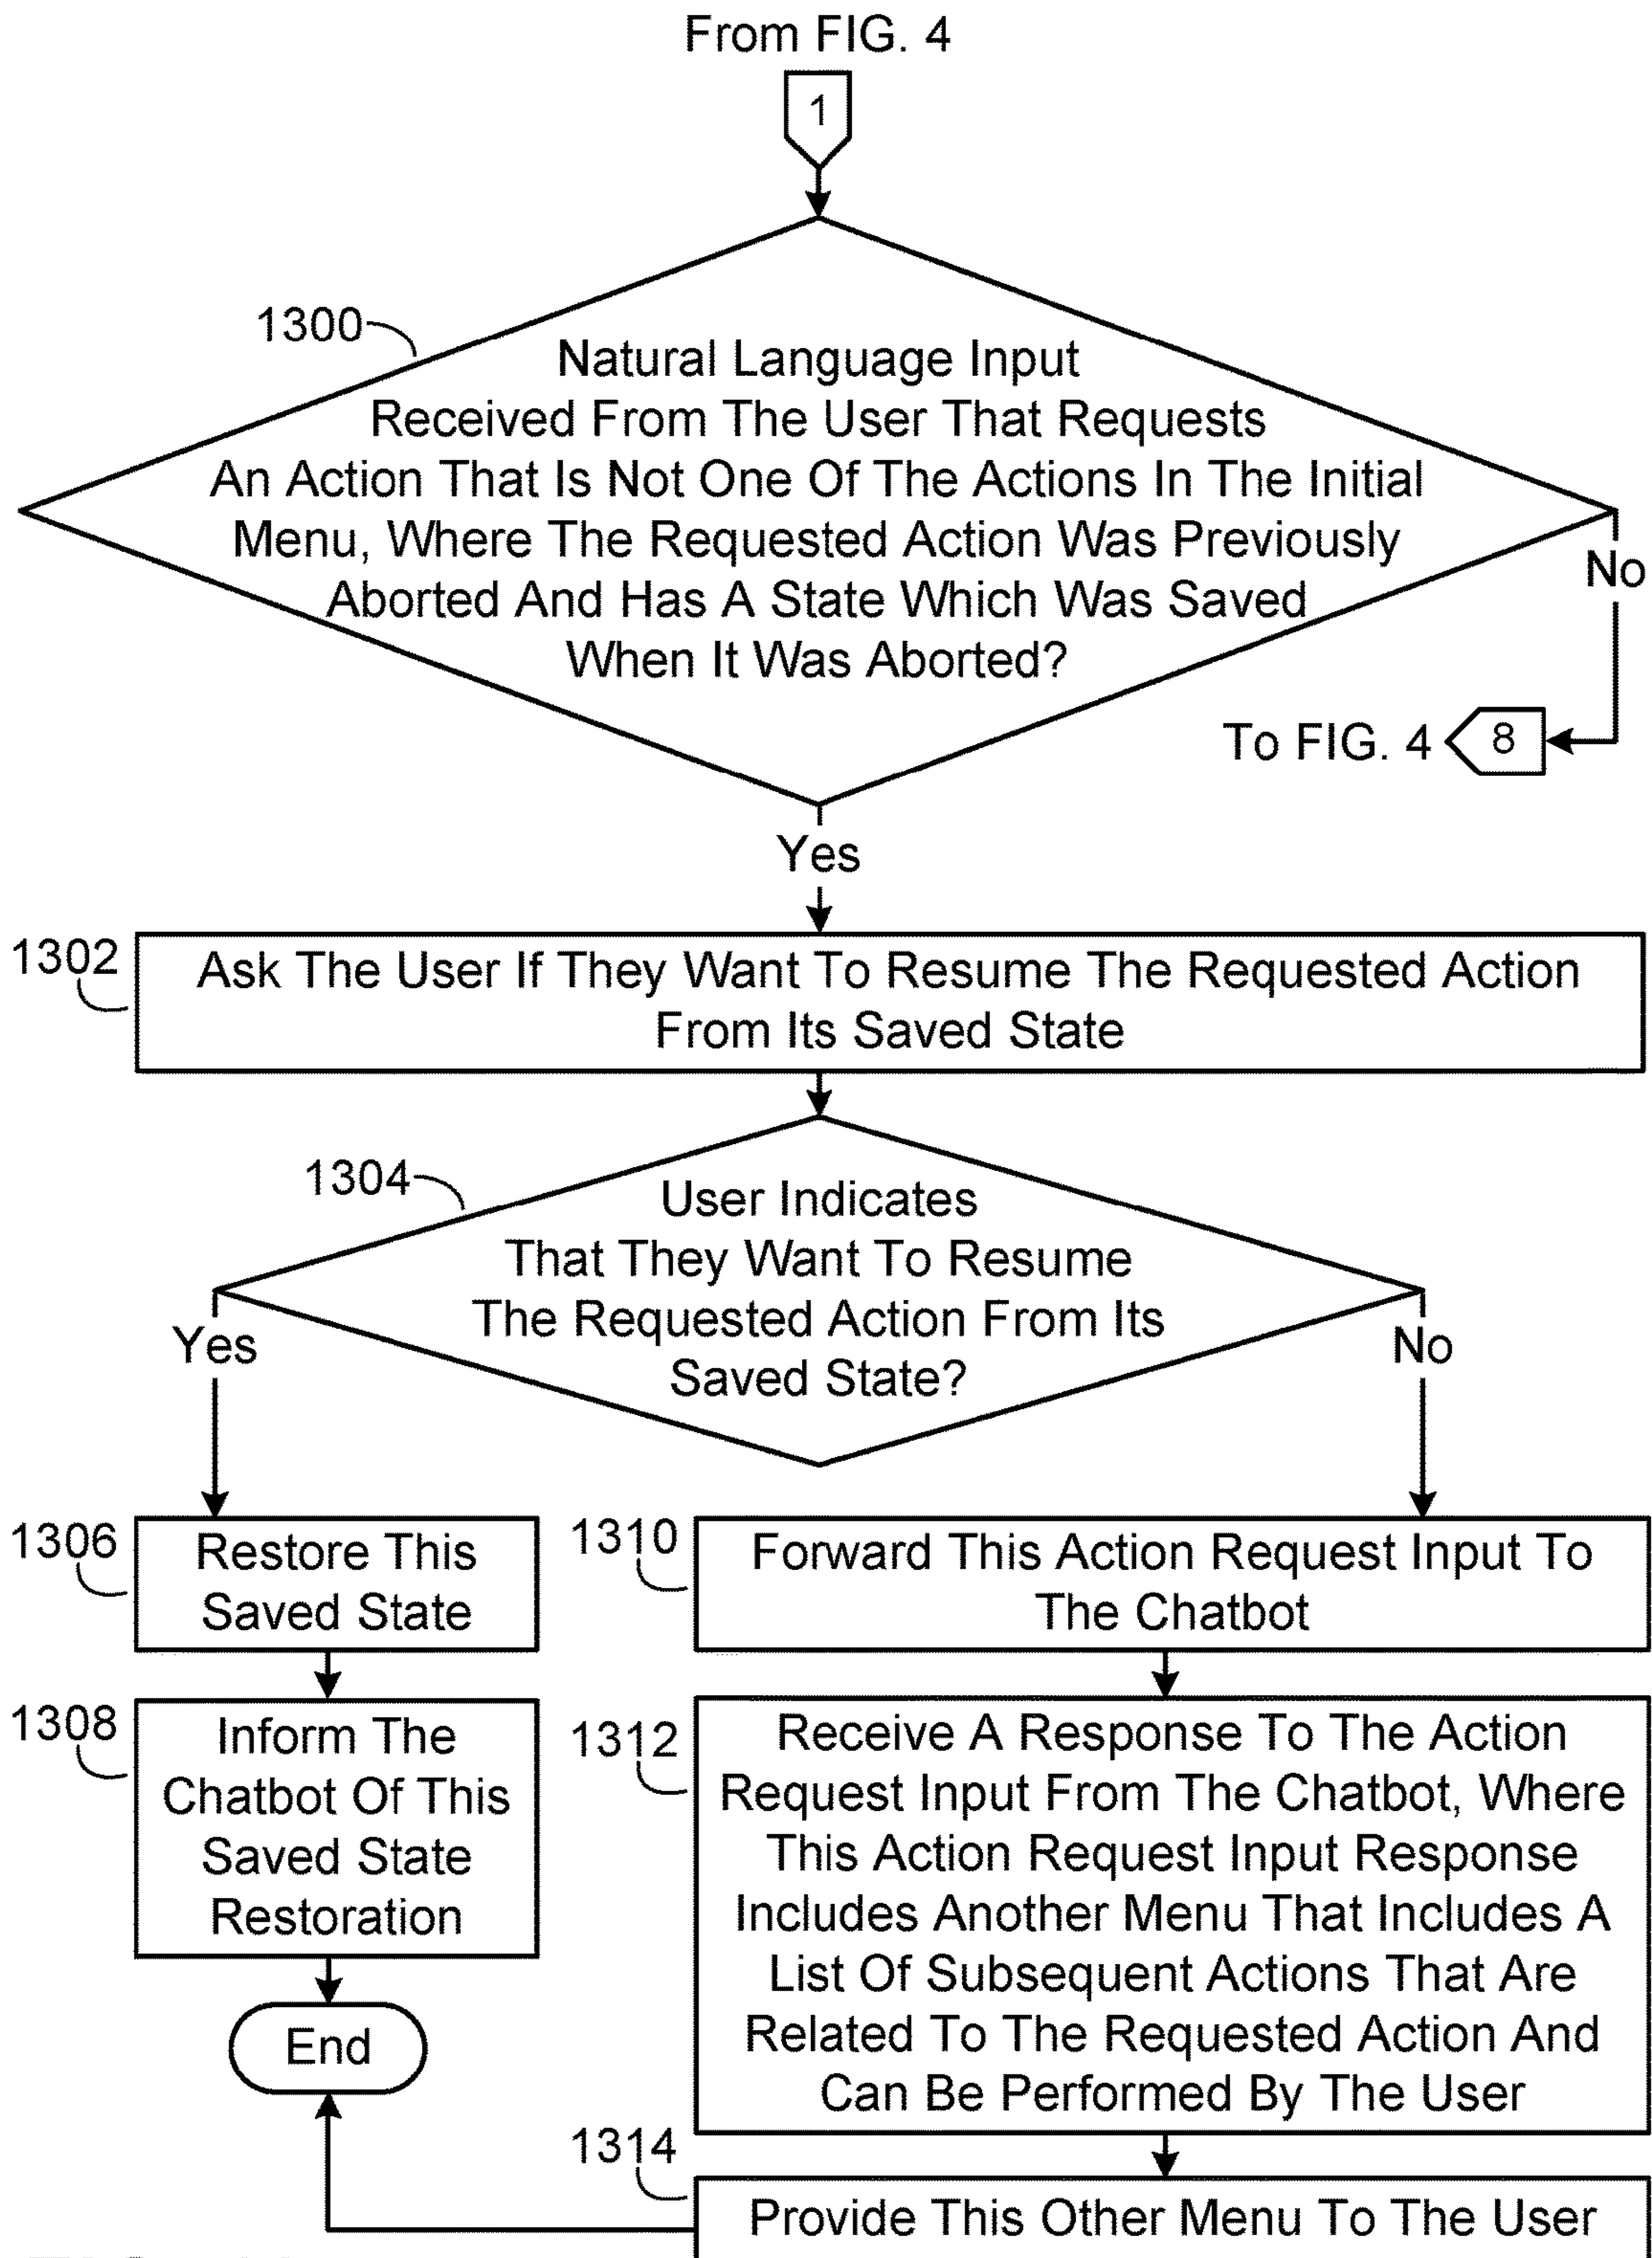 From FIG. 4
1
1300
Natural Language Input
Received From The User That Requests
An Action That Is Not One Of The Actions In The Initial
Menu, Where The Requested Action Was Previously
Aborted And Has A State Which Was Saved
When It Was Aborted?
No
To FIG. 4
8
Yes
1302
Ask The User If They Want To Resume The Requested Action
From Its Saved State
1304
User Indicates
That They Want To Resume
The Requested Action From Its
Saved State?
Yes
No
1306
Restore This
Saved State
1308
Inform The
Chatbot Of This
Saved State
Restoration
End
1310
Forward This Action Request Input To
The Chatbot
1312
Receive A Response To The Action
Request Input From The Chatbot, Where
This Action Request Input Response
Includes Another Menu That Includes A
List Of Subsequent Actions That Are
Related To The Requested Action And
Can Be Performed By The User
1314
Provide This Other Menu To The User